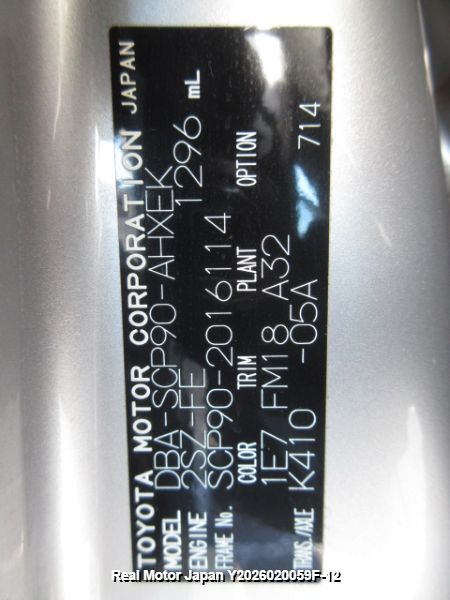 TOYOTA MOTOR CORPORATION JAPAN
MODEL DBA-SCP90-AHXEK
ENGINE 2SZ-FE 1296 mL
FRAME No. SCP90-2016114
COLOR TRIM PLANT OPTION
1E7 FM18 A32
TRANS./AXLE K410 -05A 714
Real Motor Japan Y2026020059F-12